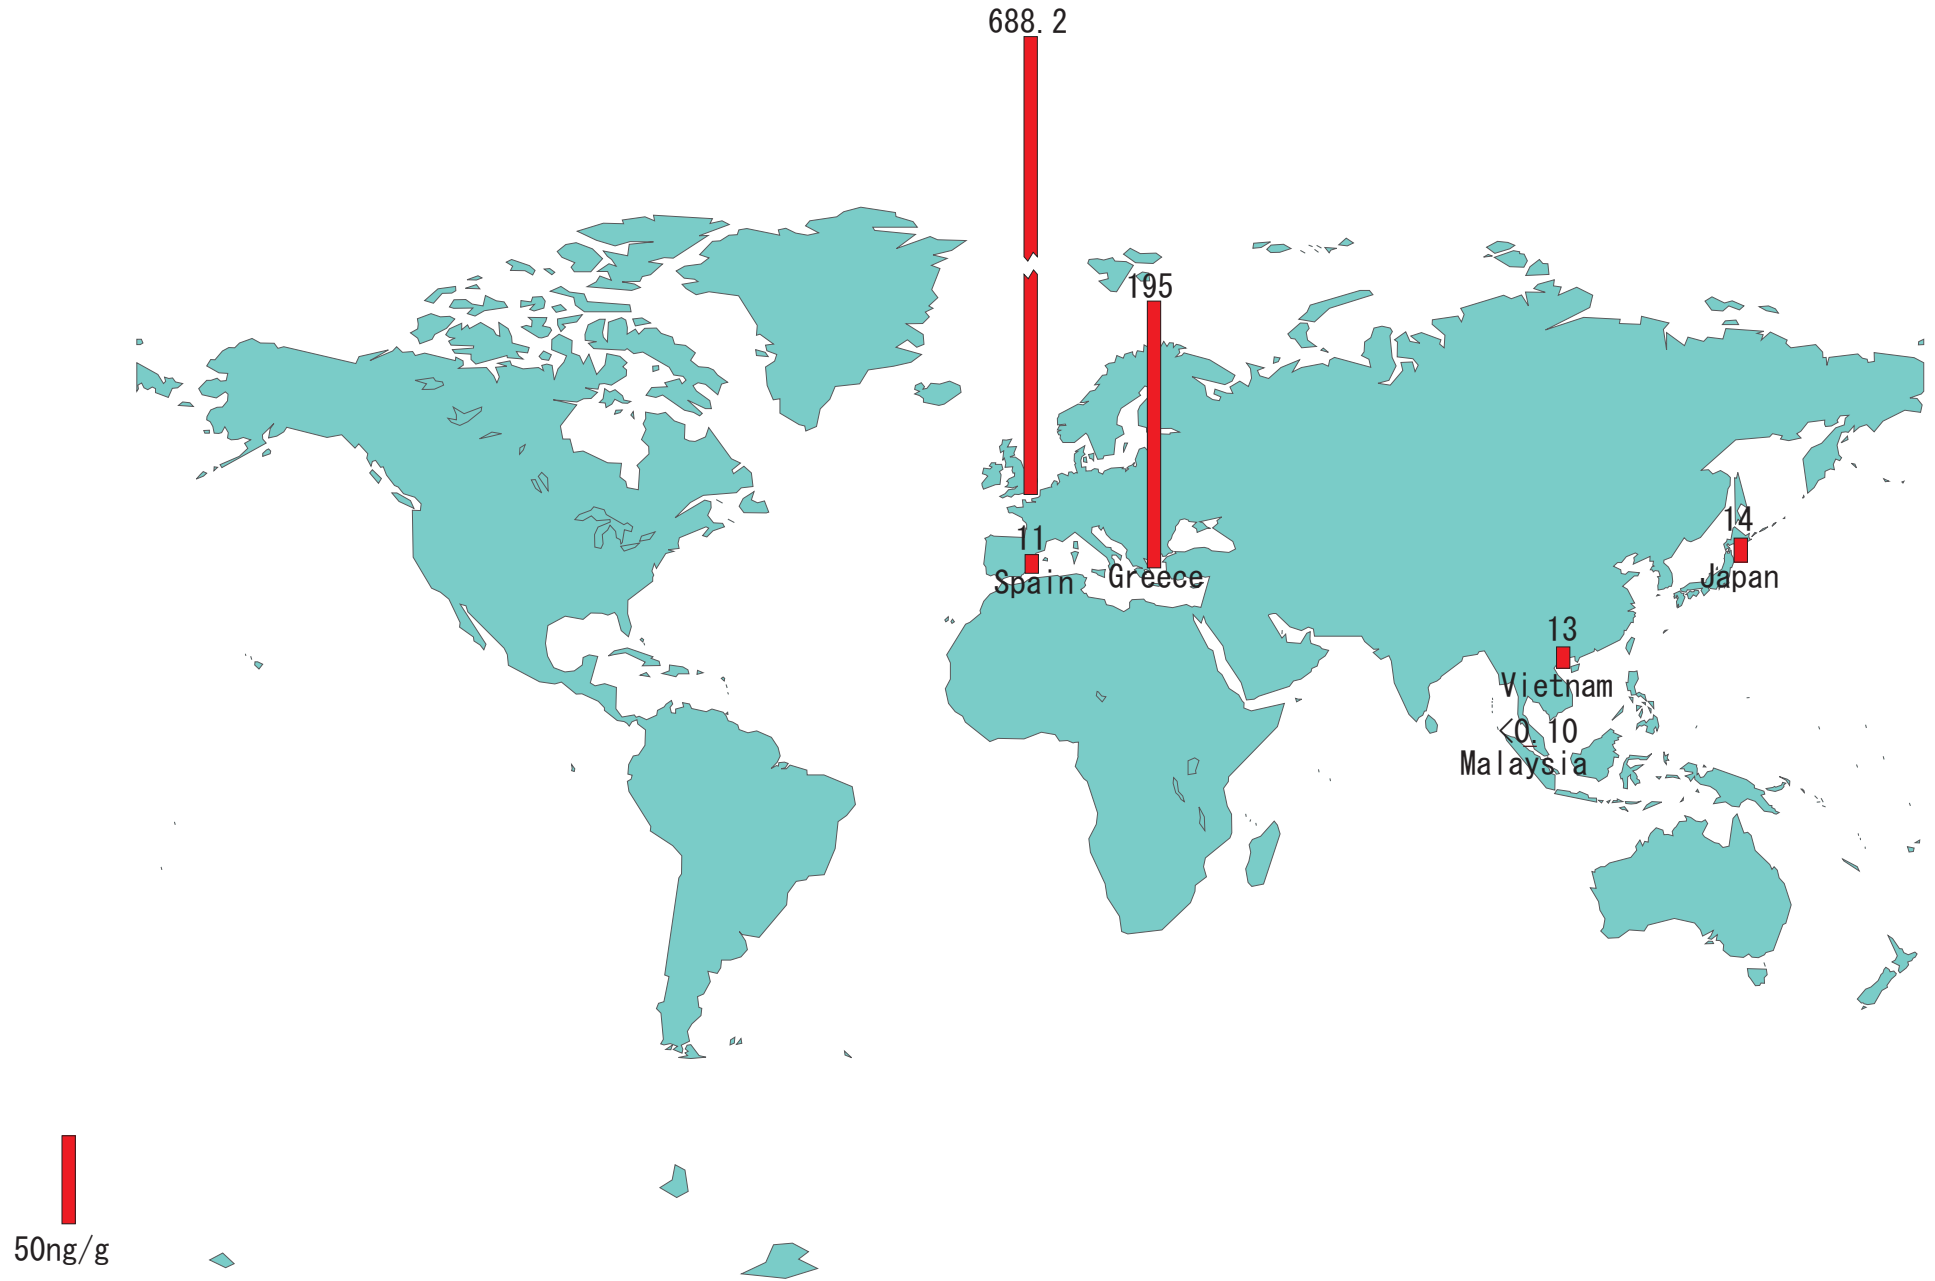 688.2
195
11
Spain
Greece
14
Japan
13
Vietnam
<0.10
Malaysia
50ng/g